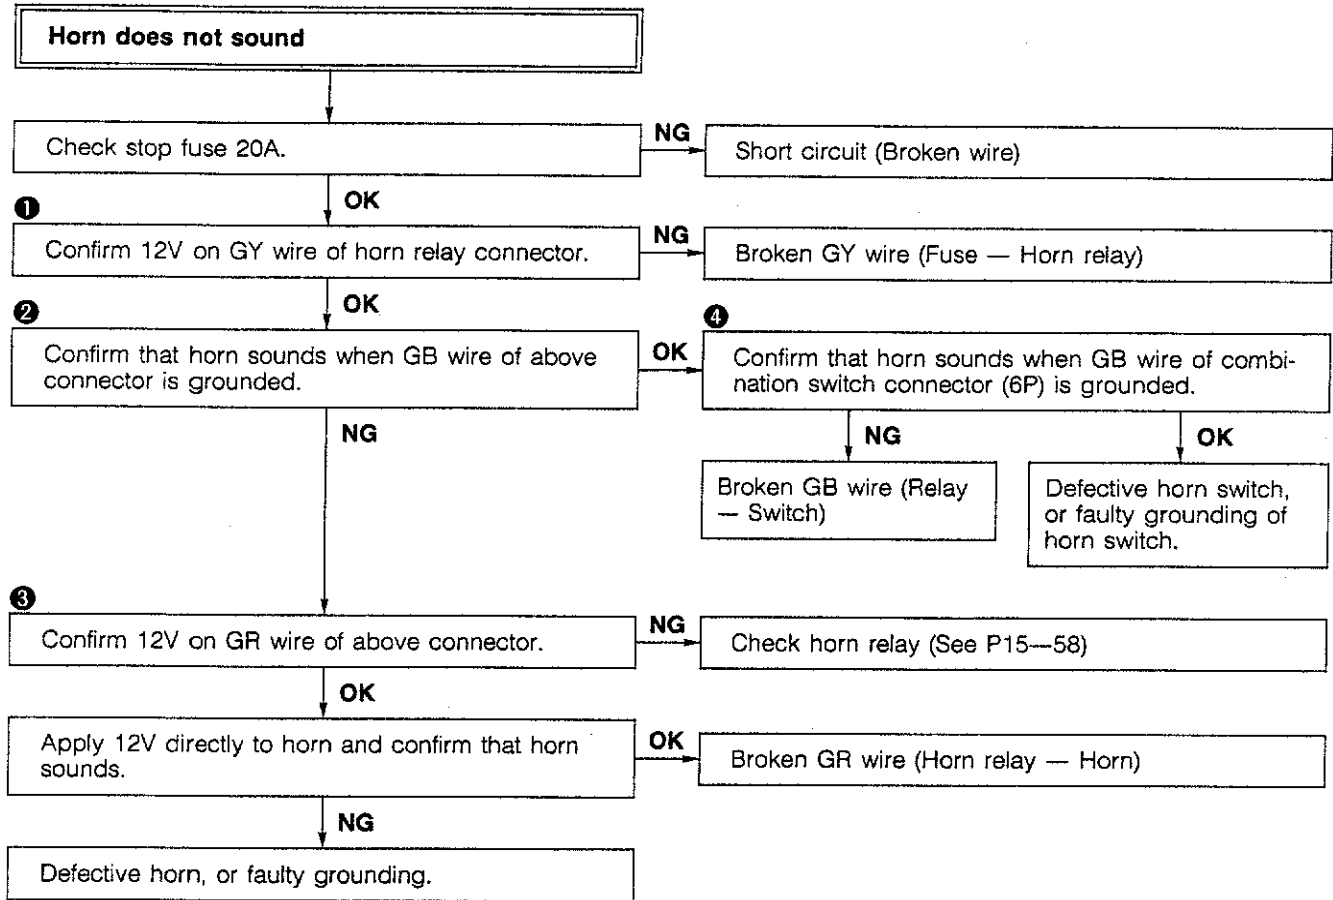 Horn does not sound
Check stop fuse 20A.
NG
Short circuit (Broken wire)
OK
❶
Confirm 12V on GY wire of horn relay connector.
NG
Broken GY wire (Fuse — Horn relay)
OK
❷
Confirm that horn sounds when GB wire of above
connector is grounded.
OK
❹
Confirm that horn sounds when GB wire of combi-
nation switch connector (6P) is grounded.
NG
Broken GB wire (Relay
— Switch)
OK
Defective horn switch,
or faulty grounding of
horn switch.
NG
❸
Confirm 12V on GR wire of above connector.
NG
Check horn relay (See P15—58)
OK
Apply 12V directly to horn and confirm that horn
sounds.
OK
Broken GR wire (Horn relay — Horn)
NG
Defective horn, or faulty grounding.